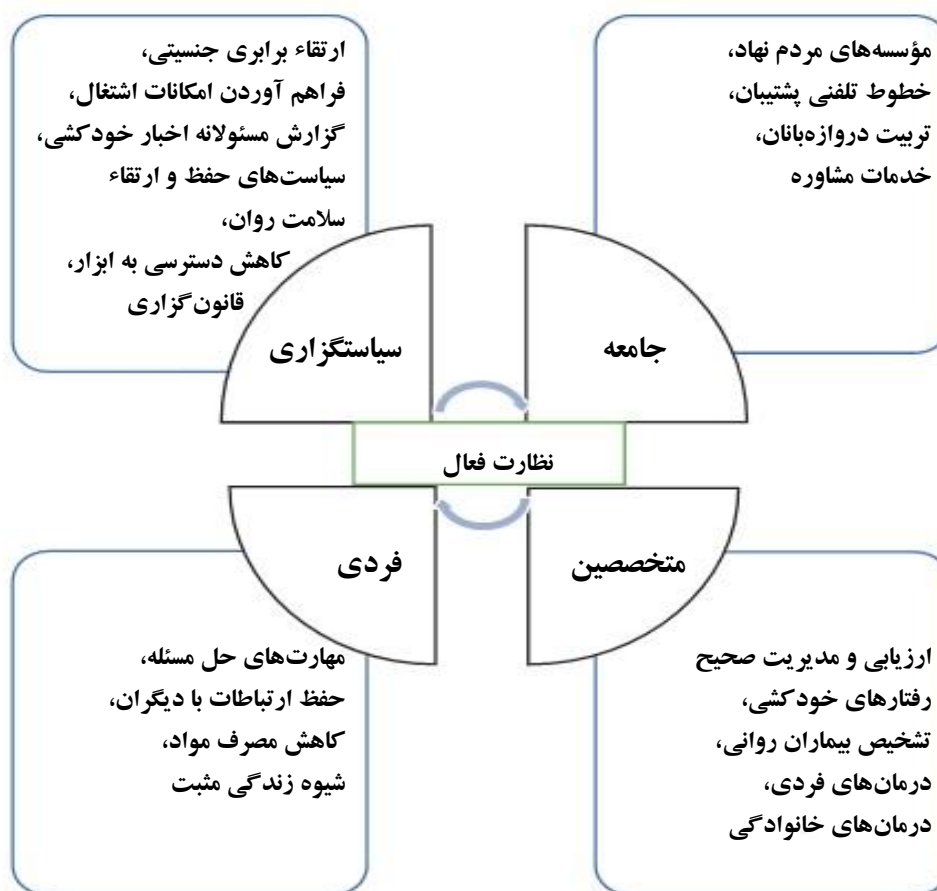 مؤسسه‌های مردم نهاد،
خطوط تلفنی پشتیبان،
تربیت دروازه‌بانان،
خدمات مشاوره
ارتقاء برابری جنسیتی،
فراهم آوردن امکانات اشتغال،
گزارش مسئولانه اخبار خودکشی،
سیاست‌های حفظ و ارتقاء
سلامت روان،
کاهش دسترسی به ابزار،
قانون‌گزاری
جامعه
سیاستگزاری
نظارت فعال
متخصصین
فردی
ارزیابی و مدیریت صحیح
رفتارهای خودکشی،
تشخیص بیماران روانی،
درمان‌های فردی،
درمان‌های خانوادگی
مهارت‌های حل مسئله،
حفظ ارتباطات با دیگران،
کاهش مصرف مواد،
شیوه زندگی مثبت